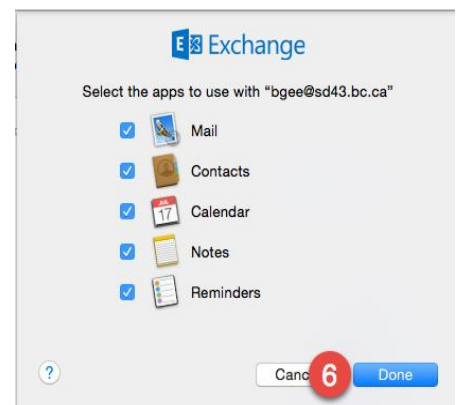 E Exchange
Select the apps to use with “bgee@sd43.bc.ca”
Mail
Contacts
JUL
17
Calendar
Notes
Reminders
?
Canc
6
Done